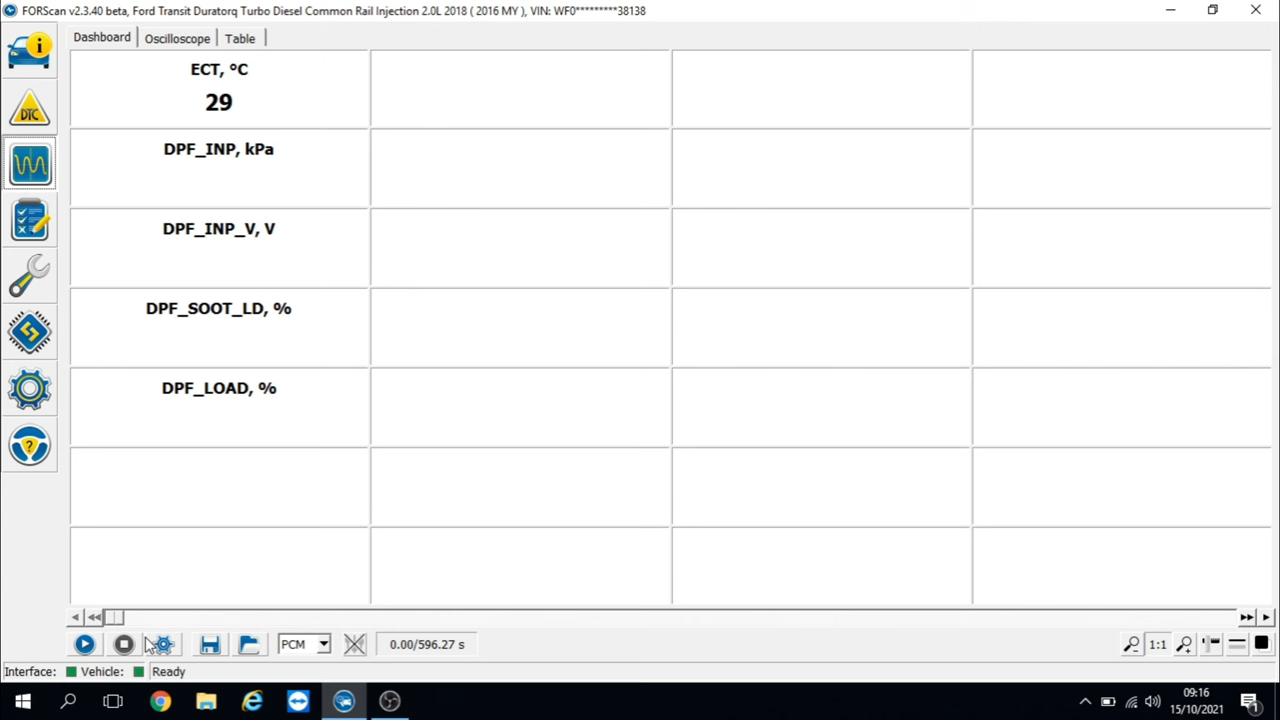 FORScan v2.3.40 beta, Ford Transit Duratorq Turbo Diesel Common Rail Injection 2.0L 2018 ( 2016 MY ), VIN: WF0*********38138
Dashboard Oscilloscope Table
ECT, °C
29
DPF_INP, kPa
DPF_INP_V, V
DPF_SOOT_LD, %
DPF_LOAD, %
PCM 0.00/596.27 s 1:1
Interface: Vehicle: Ready
09:16
15/10/2021
DTC
i
?
1